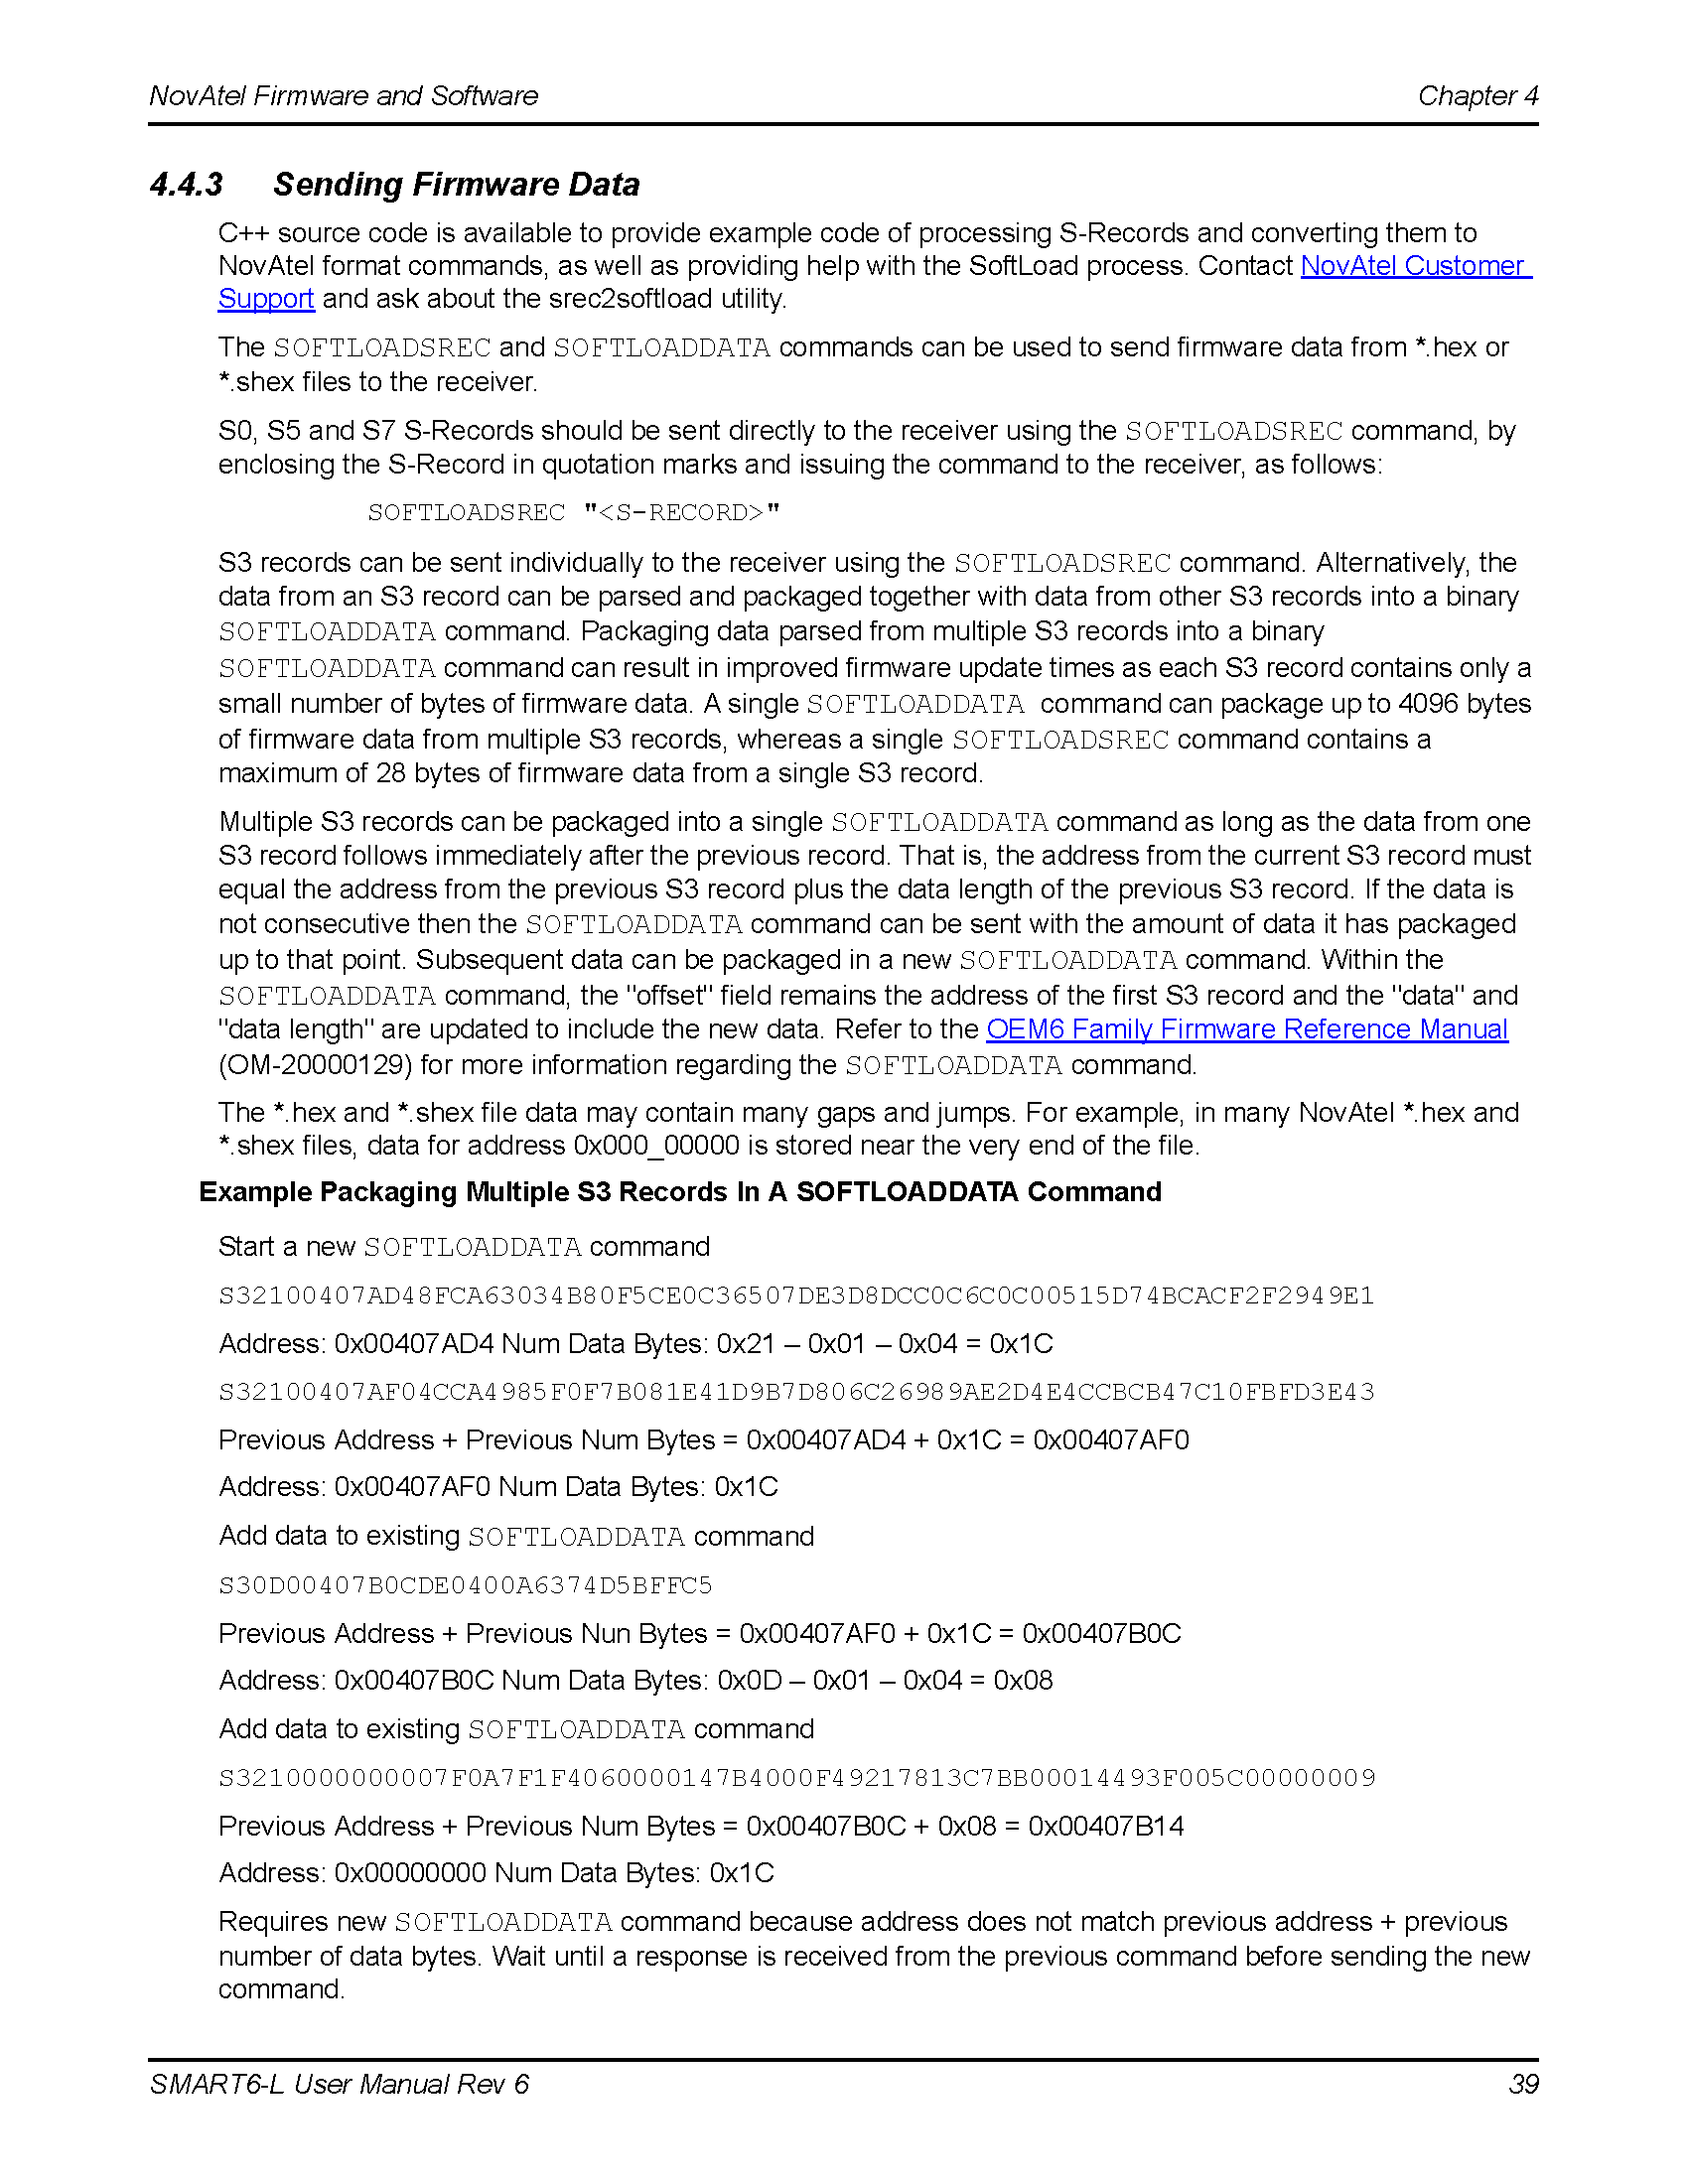 NovAtel Firmware and Software Chapter 4
4.4.3 Sending Firmware Data
C++ source code is available to provide example code of processing S-Records and converting them to
NovAtel format commands, as well as providing help with the SoftLoad process. Contact NovAtel Customer
Support and ask about the srec2softload utility.
The SOFTLOADSREC and SOFTLOADDATA commands can be used to send firmware data from *.hex or
*.shex files to the receiver.
S0, S5 and S7 S-Records should be sent directly to the receiver using the SOFTLOADSREC command, by
enclosing the S-Record in quotation marks and issuing the command to the receiver, as follows:
SOFTLOADSREC "<S-RECORD>"
S3 records can be sent individually to the receiver using the SOFTLOADSREC command. Alternatively, the
data from an S3 record can be parsed and packaged together with data from other S3 records into a binary
SOFTLOADDATA command. Packaging data parsed from multiple S3 records into a binary
SOFTLOADDATA command can result in improved firmware update times as each S3 record contains only a
small number of bytes of firmware data. A single SOFTLOADDATA command can package up to 4096 bytes
of firmware data from multiple S3 records, whereas a single SOFTLOADSREC command contains a
maximum of 28 bytes of firmware data from a single S3 record.
Multiple S3 records can be packaged into a single SOFTLOADDATA command as long as the data from one
S3 record follows immediately after the previous record. That is, the address from the current S3 record must
equal the address from the previous S3 record plus the data length of the previous S3 record. If the data is
not consecutive then the SOFTLOADDATA command can be sent with the amount of data it has packaged
up to that point. Subsequent data can be packaged in a new SOFTLOADDATA command. Within the
SOFTLOADDATA command, the "offset" field remains the address of the first S3 record and the "data" and
"data length" are updated to include the new data. Refer to the OEM6 Family Firmware Reference Manual
(OM-20000129) for more information regarding the SOFTLOADDATA command.
The *.hex and *.shex file data may contain many gaps and jumps. For example, in many NovAtel *.hex and
*.shex files, data for address 0x000_00000 is stored near the very end of the file.
Example Packaging Multiple S3 Records In A SOFTLOADDATA Command
Start a new SOFTLOADDATA command
S32100407AD48FCA63034B80F5CE0C36507DE3D8DCC0C6C0C00515D74BCACF2F2949E1
Address: 0x00407AD4 Num Data Bytes: 0x21 – 0x01 – 0x04 = 0x1C
S32100407AF04CCA4985F0F7B081E41D9B7D806C26989AE2D4E4CCBCB47C10FBFD3E43
Previous Address + Previous Num Bytes = 0x00407AD4 + 0x1C = 0x00407AF0
Address: 0x00407AF0 Num Data Bytes: 0x1C
Add data to existing SOFTLOADDATA command
S30D00407B0CDE0400A6374D5BFFC5
Previous Address + Previous Nun Bytes = 0x00407AF0 + 0x1C = 0x00407B0C
Address: 0x00407B0C Num Data Bytes: 0x0D – 0x01 – 0x04 = 0x08
Add data to existing SOFTLOADDATA command
S3210000000007F0A7F1F4060000147B4000F49217813C7BB00014493F005C00000009
Previous Address + Previous Num Bytes = 0x00407B0C + 0x08 = 0x00407B14
Address: 0x00000000 Num Data Bytes: 0x1C
Requires new SOFTLOADDATA command because address does not match previous address + previous
number of data bytes. Wait until a response is received from the previous command before sending the new
command.
SMART6-L User Manual Rev 6 39